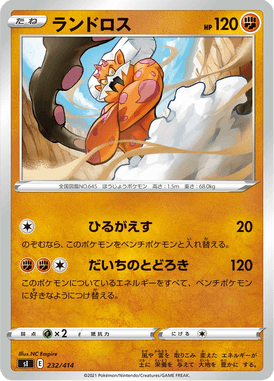 たね
ランドロス
HP 120
全国図鑑NO.645 ほうじょうポケモン 高さ:1.5m 重さ:68.0kg
ひるがえす 20
のぞむなら、このポケモンをベンチポケモンと入れ替える。
だいちのとどろき 120
このポケモンについているエネルギーをすべて、ベンチポケモン
に好きなようにつけ替える。
弱点 ×2 抵抗力 にげる
Illus. NC Empire
sI E 232/414
風や 雷を 取りこみ 変えた
エネルギーを 大地に 与えて 大地を 豊かに
©2021 Pokémon/Nintendo/Creatures/GAME FREAK.